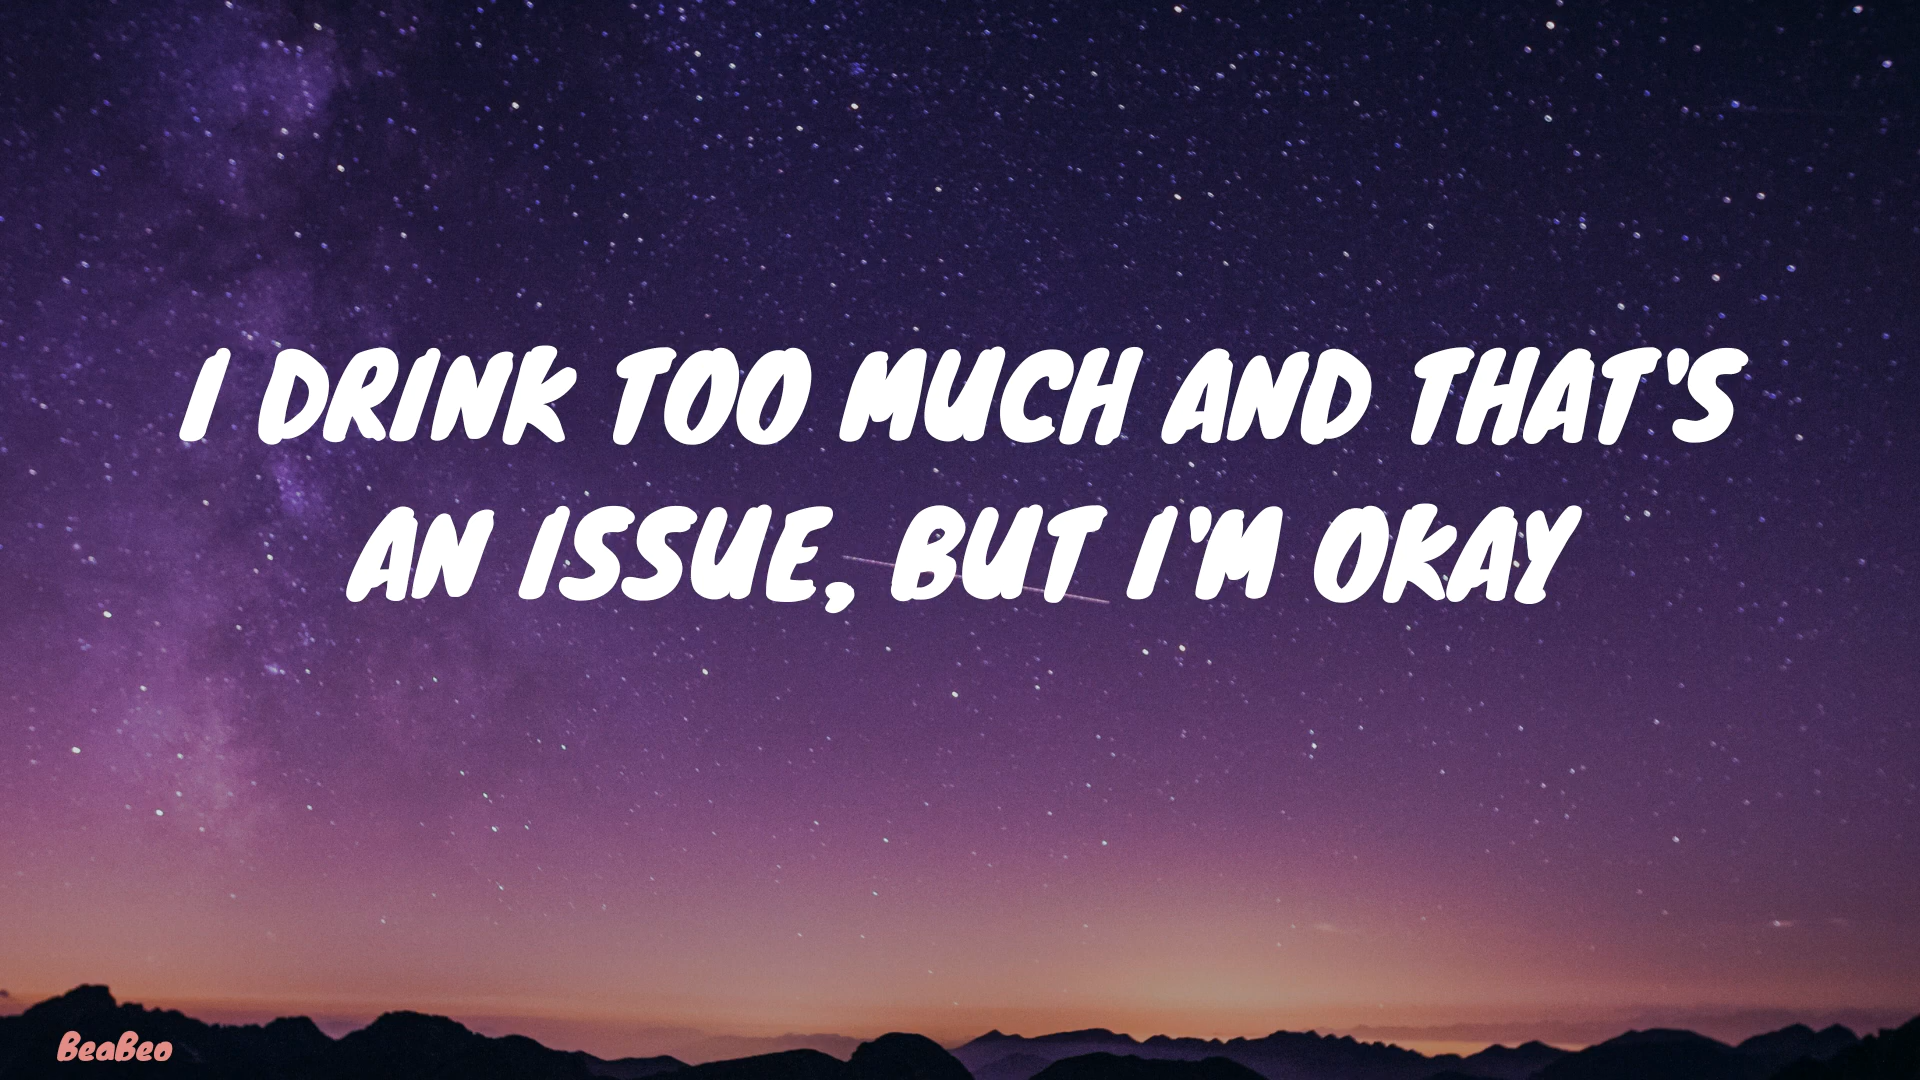 I DRINK TOO MUCH AND THAT'S
AN ISSUE, BUT I'M OKAY
BeaBeo